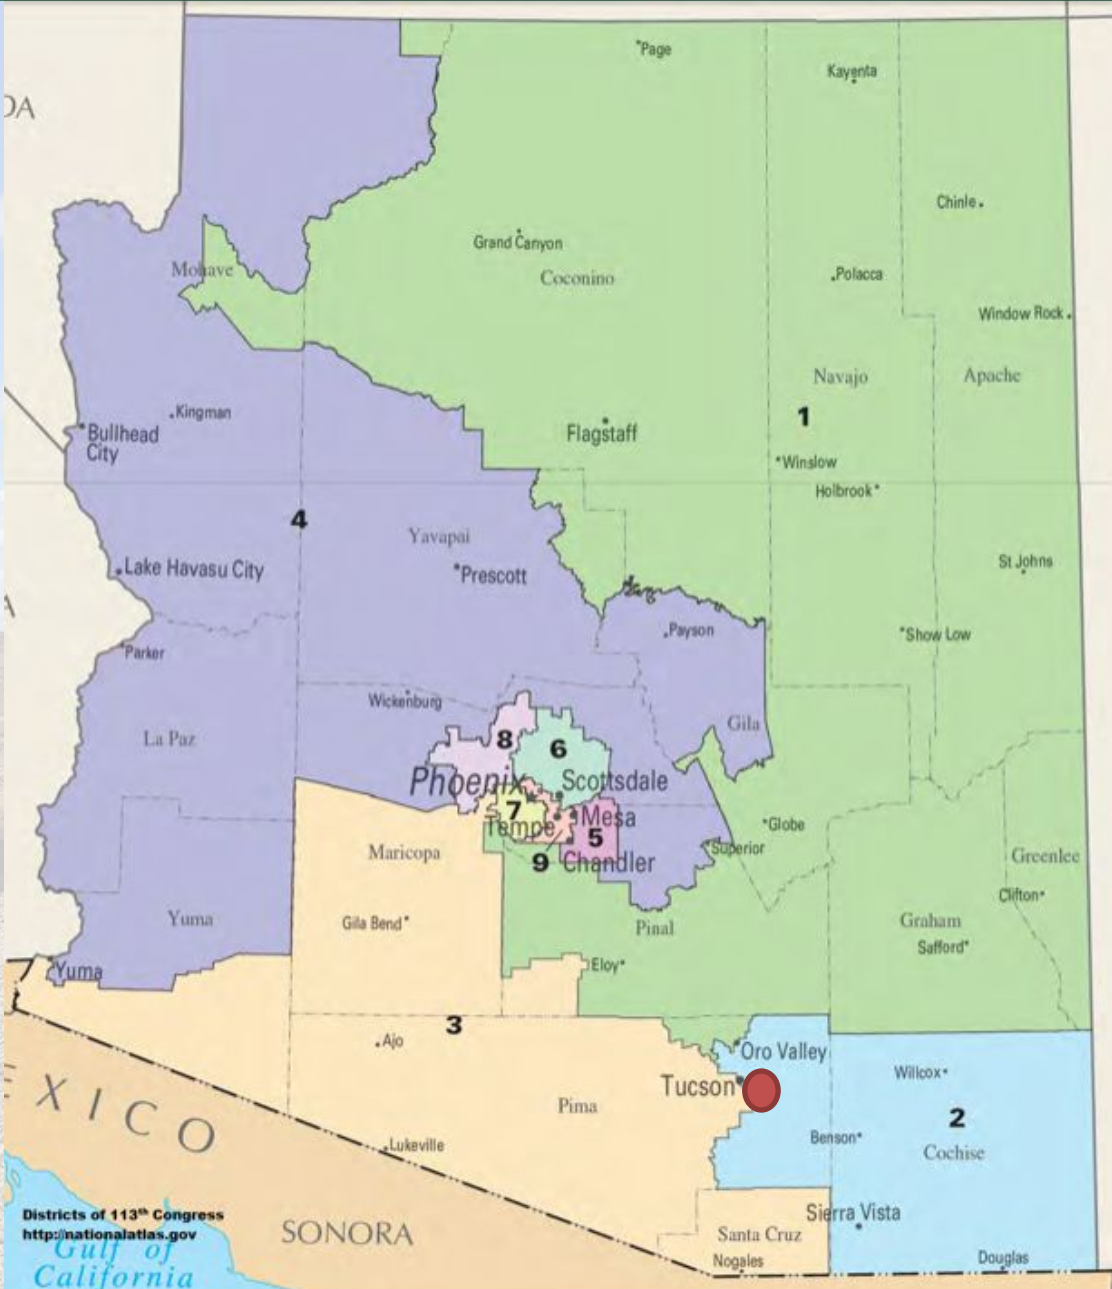 Page
Kayenta
DA
Chinle
Grand Canyon
Mohave
Coconino
Polacca
Window Rock
Navajo
Apache
Kingman
1
Bullhead
City
Flagstaff
Winslow
Holbrook
4
Yavapai
St Johns
Lake Havasu City
Prescott
A
Payson
Show Low
Parker
Wickenburg
Gila
La Paz
8
6
Phoenix
Scottsdale
7
Mesa
Tempe
Globe
5
Superior
Maricopa
9
Chandler
Greenlee
Clifton
Yuma
Gila Bend
Pinal
Graham
Safford
Eloy
Yuma
3
Ajo
Oro Valley
Willcox
Tucson
EXICO
Pima
2
Benson
Cochise
Lukeville
Districts of 113th Congress
Sierra Vista
http://nationalatlas.gov
SONORA
Santa Cruz
Gulf of
California
Nogales
Douglas